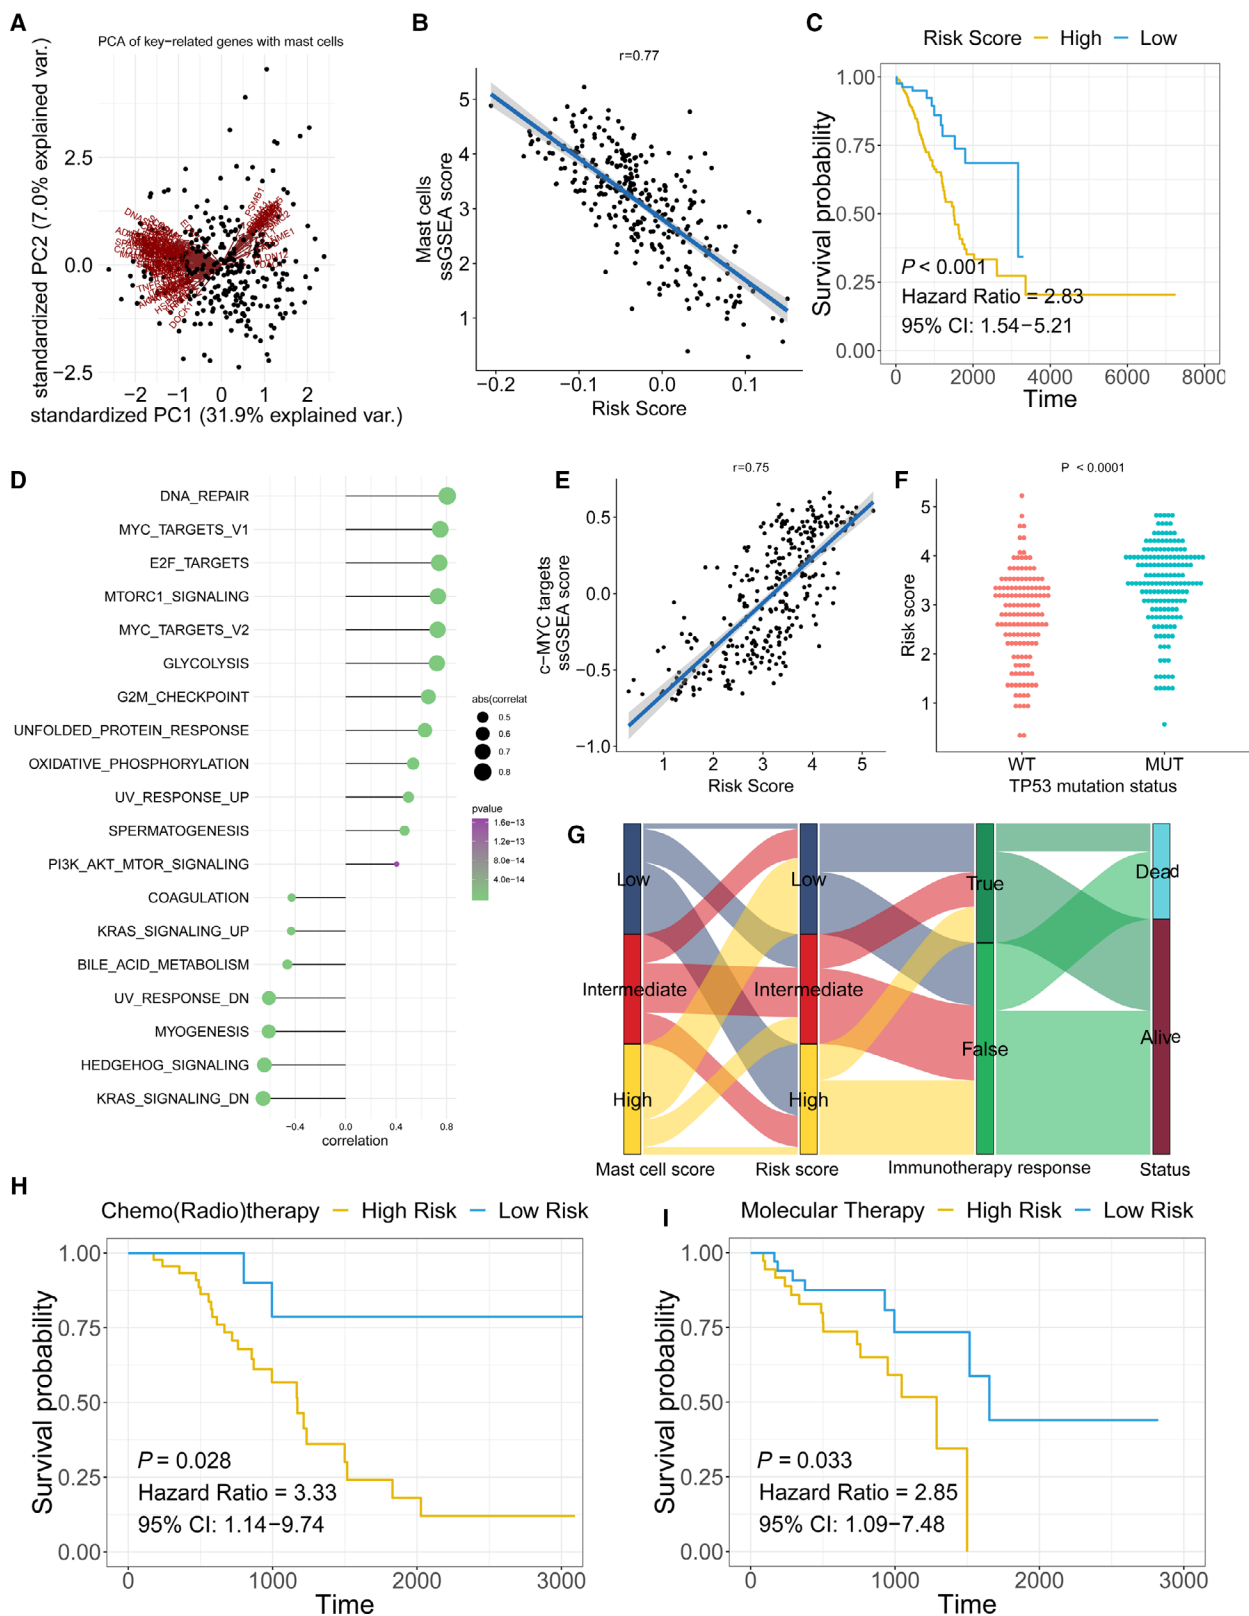 A
PCA of key−related genes with mast cells
standardized PC2 (7.0% explained var.)
2.5
0.0
−2.5
PSMB1
NME1
DOCK1
−2 −1 0 1 2
standardized PC1 (31.9% explained var.)
B
r=0.77
Mast cells
ssGSEA score
5
4
3
2
1
−0.2 −0.1 0.0 0.1
Risk Score
C
Risk Score High Low
Survival probability
1.00
0.75
0.50
0.25
0.00
P < 0.001
Hazard Ratio = 2.83
95% CI: 1.54−5.21
0 2000 4000 6000 8000
Time
D
DNA_REPAIR
MYC_TARGETS_V1
E2F_TARGETS
MTORC1_SIGNALING
MYC_TARGETS_V2
GLYCOLYSIS
G2M_CHECKPOINT
UNFOLDED_PROTEIN_RESPONSE
OXIDATIVE_PHOSPHORYLATION
UV_RESPONSE_UP
SPERMATOGENESIS
PI3K_AKT_MTOR_SIGNALING
COAGULATION
KRAS_SIGNALING_UP
BILE_ACID_METABOLISM
UV_RESPONSE_DN
MYOGENESIS
HEDGEHOG_SIGNALING
KRAS_SIGNALING_DN
−0.4 0.0 0.4 0.8
correlation
abs(correlat
0.5
0.6
0.7
0.8
pvalue
1.6e−13
1.2e−13
8.0e−14
4.0e−14
E
r=0.75
c−MYC targets
ssGSEA score
0.5
0.0
−0.5
−1.0
1 2 3 4 5
Risk Score
F
P < 0.0001
Risk score
5
4
3
2
1
WT MUT
TP53 mutation status
G
Low Low True Dead
Intermediate Intermediate
False Alive
High High
Mast cell score Risk score Immunotherapy response Status
H
Chemo(Radio)therapy High Risk Low Risk
Survival probability
1.00
0.75
0.50
0.25
0.00
P = 0.028
Hazard Ratio = 3.33
95% CI: 1.14−9.74
0 1000 2000 3000
Time
I
Molecular Therapy High Risk Low Risk
Survival probability
1.00
0.75
0.50
0.25
0.00
P = 0.033
Hazard Ratio = 2.85
95% CI: 1.09−7.48
0 1000 2000 3000
Time